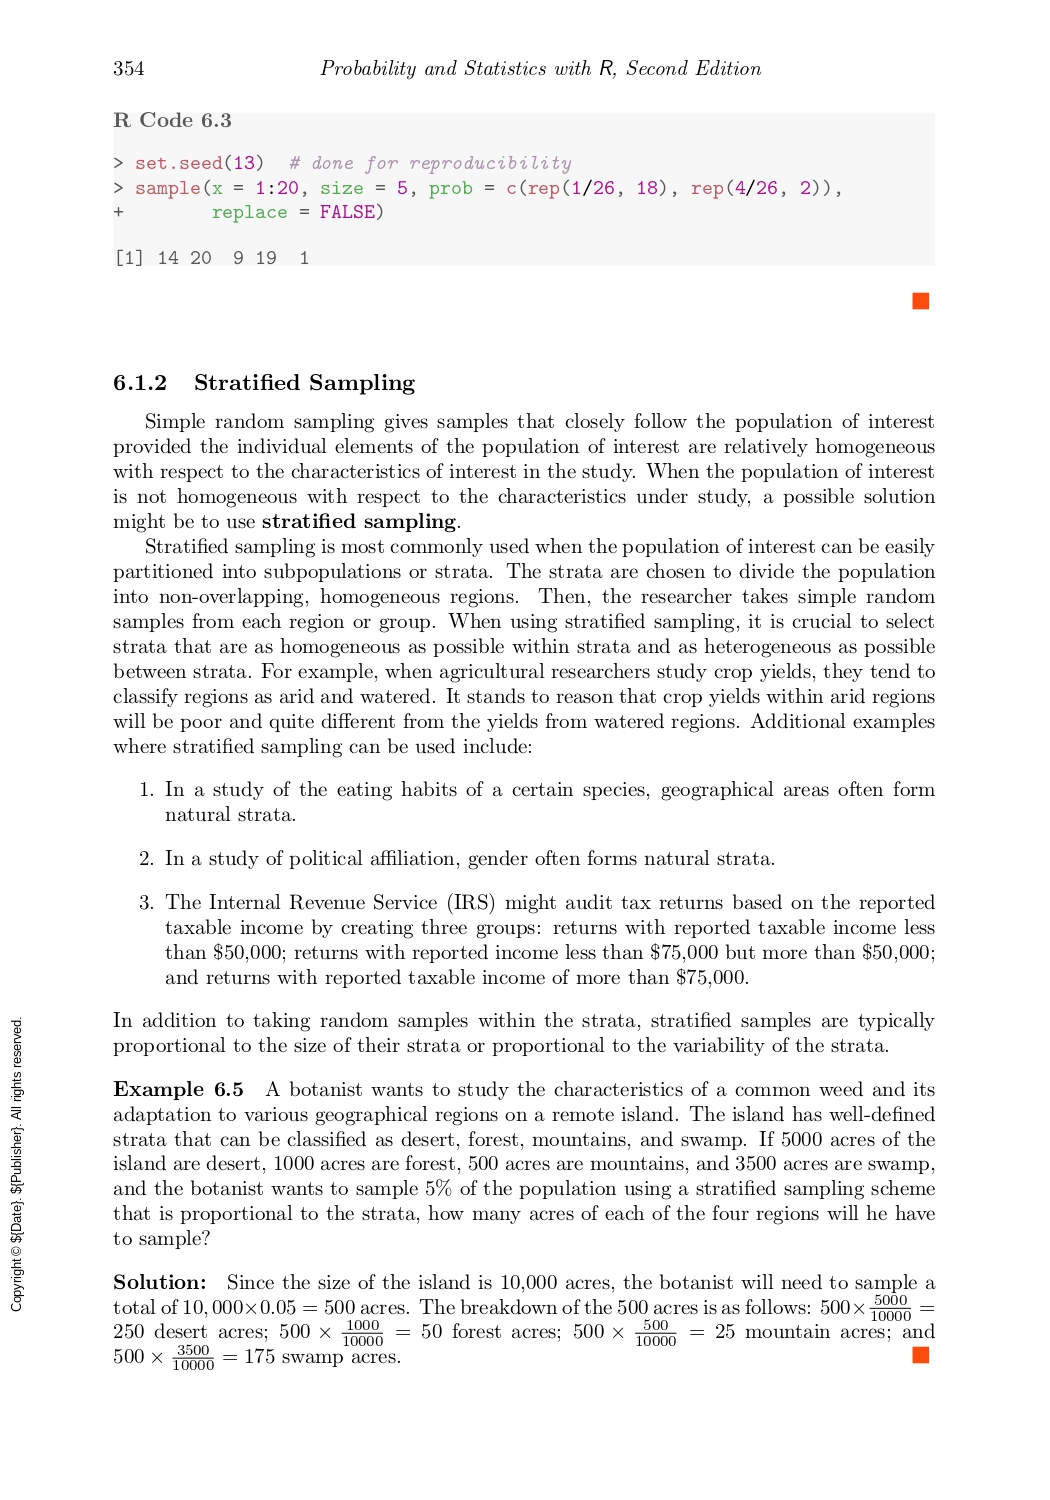 354 Probability and Statistics with R, Second Edition
R Code 6.3
> set.seed(13)  # done for reproducibility
> sample(x = 1:20, size = 5, prob = c(rep(1/26, 18), rep(4/26, 2)),
+        replace = FALSE)
[1] 14 20  9 19  1
6.1.2 Stratified Sampling
Simple random sampling gives samples that closely follow the population of interest
provided the individual elements of the population of interest are relatively homogeneous
with respect to the characteristics of interest in the study. When the population of interest
is not homogeneous with respect to the characteristics under study, a possible solution
might be to use stratified sampling.
Stratified sampling is most commonly used when the population of interest can be easily
partitioned into subpopulations or strata. The strata are chosen to divide the population
into non-overlapping, homogeneous regions. Then, the researcher takes simple random
samples from each region or group. When using stratified sampling, it is crucial to select
strata that are as homogeneous as possible within strata and as heterogeneous as possible
between strata. For example, when agricultural researchers study crop yields, they tend to
classify regions as arid and watered. It stands to reason that crop yields within arid regions
will be poor and quite different from the yields from watered regions. Additional examples
where stratified sampling can be used include:
1. In a study of the eating habits of a certain species, geographical areas often form
natural strata.
2. In a study of political affiliation, gender often forms natural strata.
3. The Internal Revenue Service (IRS) might audit tax returns based on the reported
taxable income by creating three groups: returns with reported taxable income less
than $50,000; returns with reported income less than $75,000 but more than $50,000;
and returns with reported taxable income of more than $75,000.
In addition to taking random samples within the strata, stratified samples are typically
proportional to the size of their strata or proportional to the variability of the strata.
Example 6.5 A botanist wants to study the characteristics of a common weed and its
adaptation to various geographical regions on a remote island. The island has well-defined
strata that can be classified as desert, forest, mountains, and swamp. If 5000 acres of the
island are desert, 1000 acres are forest, 500 acres are mountains, and 3500 acres are swamp,
and the botanist wants to sample 5% of the population using a stratified sampling scheme
that is proportional to the strata, how many acres of each of the four regions will he have
to sample?
Solution: Since the size of the island is 10,000 acres, the botanist will need to sample a
total of 10, 000×0.05 = 500 acres. The breakdown of the 500 acres is as follows: 500× 5000/10000 =
250 desert acres; 500 × 1000/10000 = 50 forest acres; 500 × 500/10000 = 25 mountain acres; and
500 × 3500/10000 = 175 swamp acres.
Copyright © ${Date}. ${Publisher}. All rights reserved.